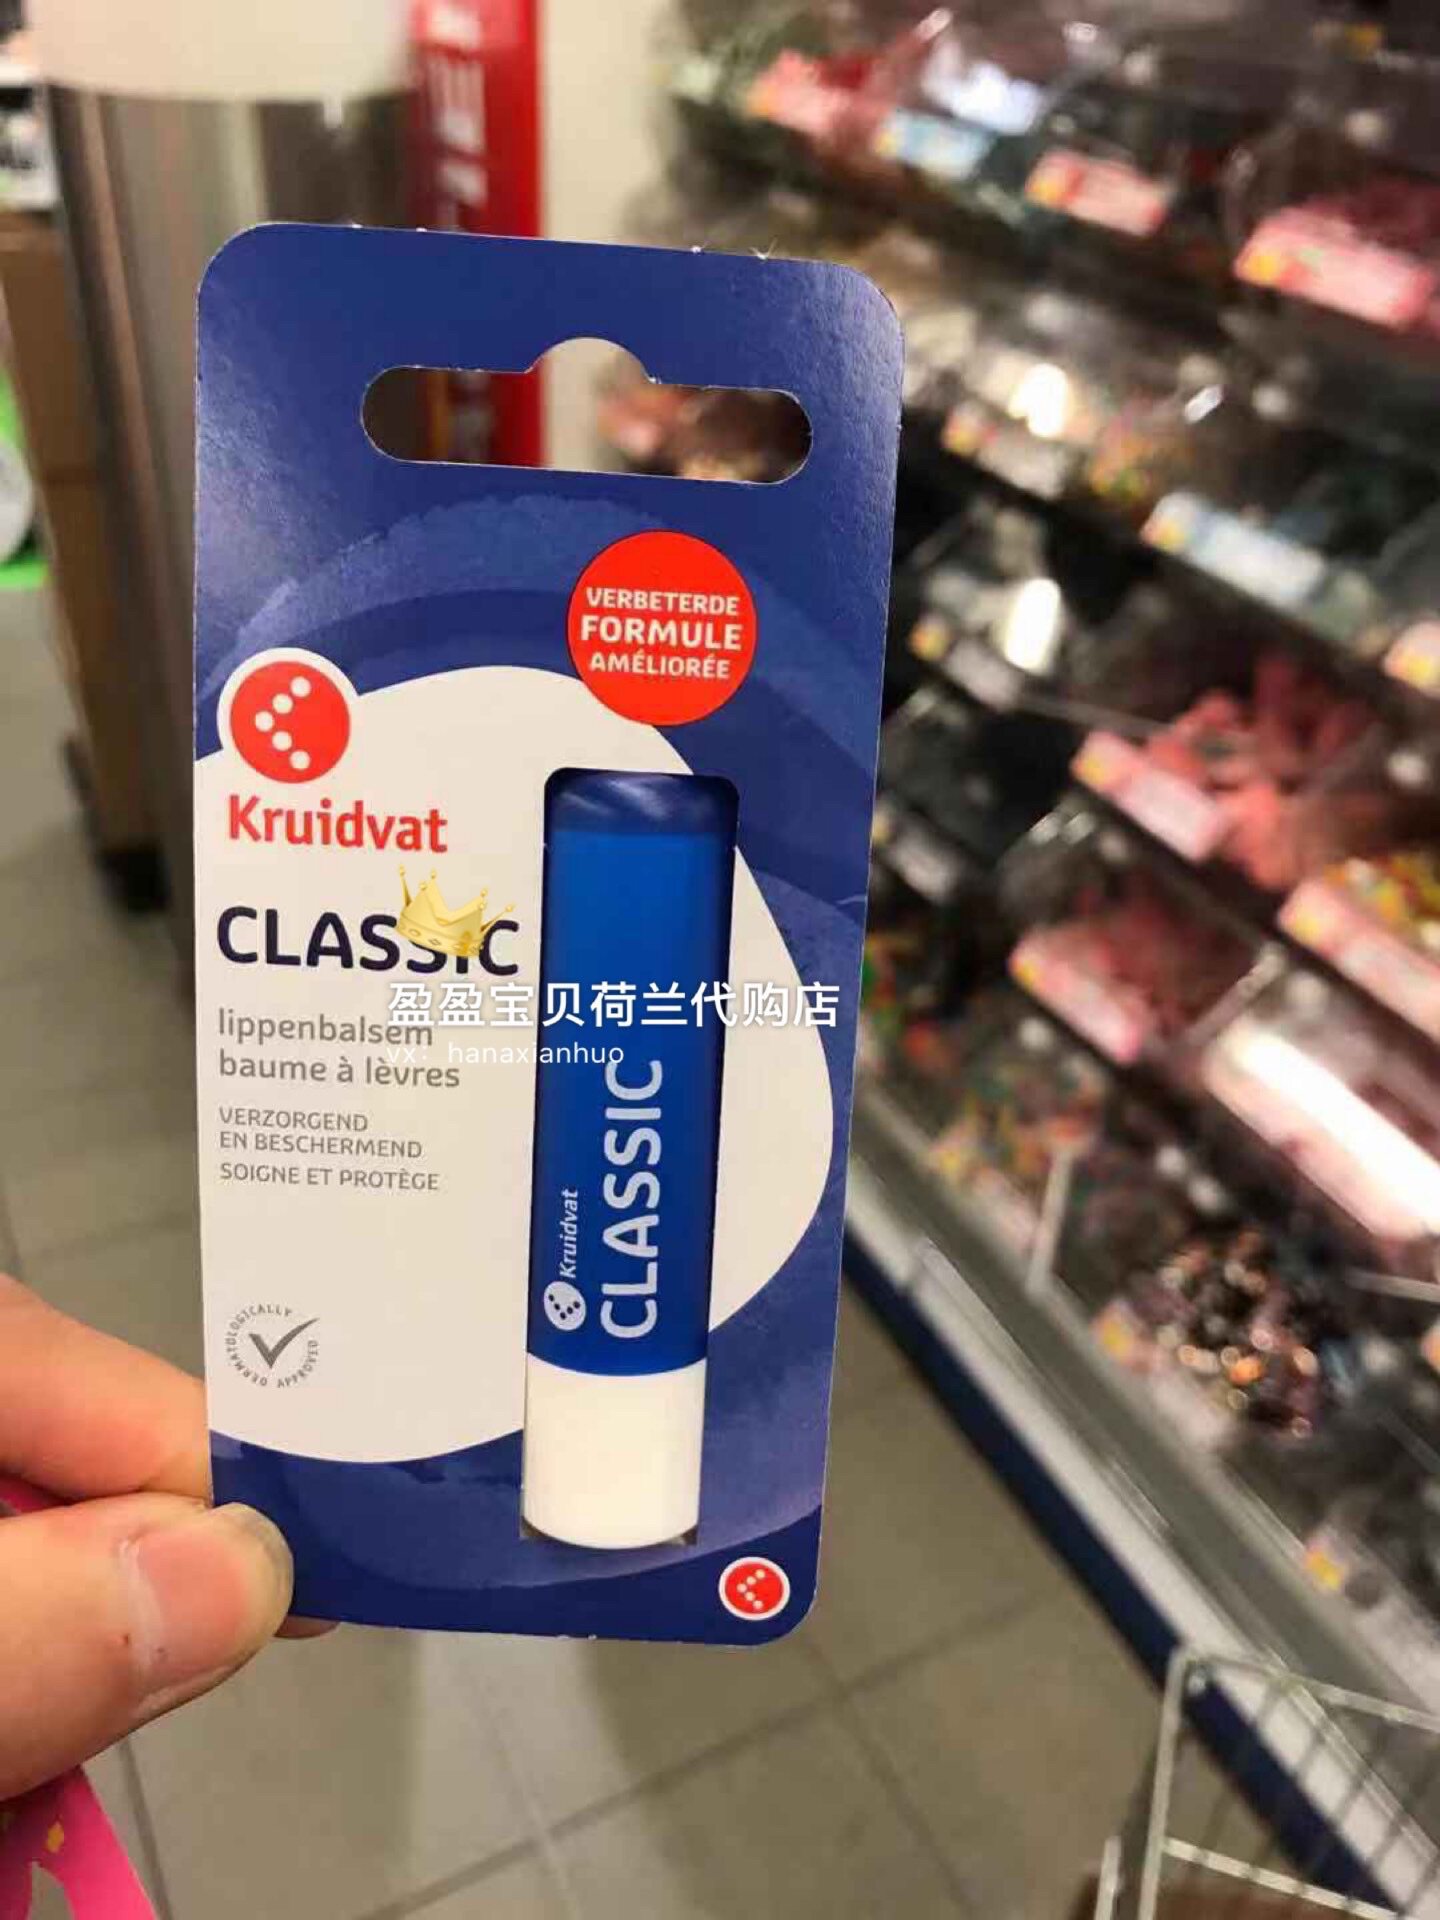 VERBETERDE
FORMULE
AMÉLIORÉE
Kruidvat
CLASSIC
盈盈宝贝荷兰代购店
lippenbalsem
vx: hanaxianhuo
baume à lèvres
VERZORGEND
EN BESCHERMEND
SOIGNE ET PROTÈGE
Kruidvat
CLASSIC
DERMATOLOGICALLY APPROVED